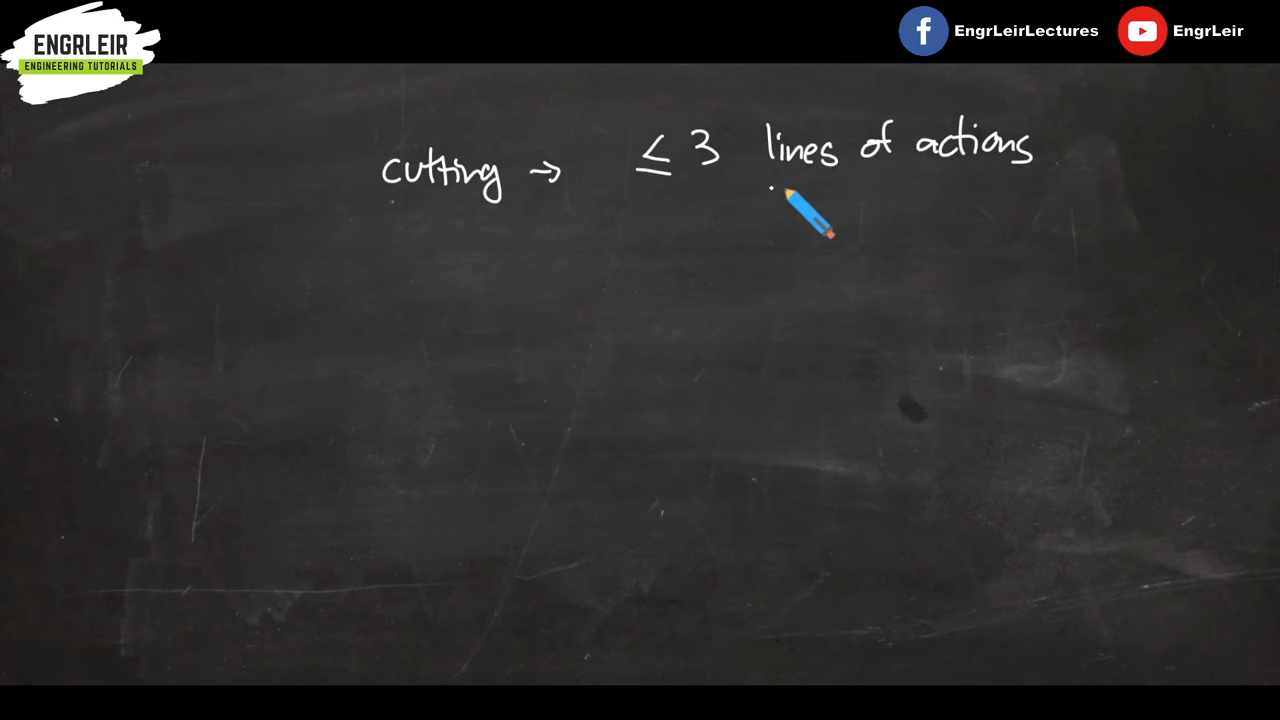 ENGRLEIR
ENGINEERING TUTORIALS
EngrLeirLectures
EngrLeir
cutting → ≤ 3 lines of actions